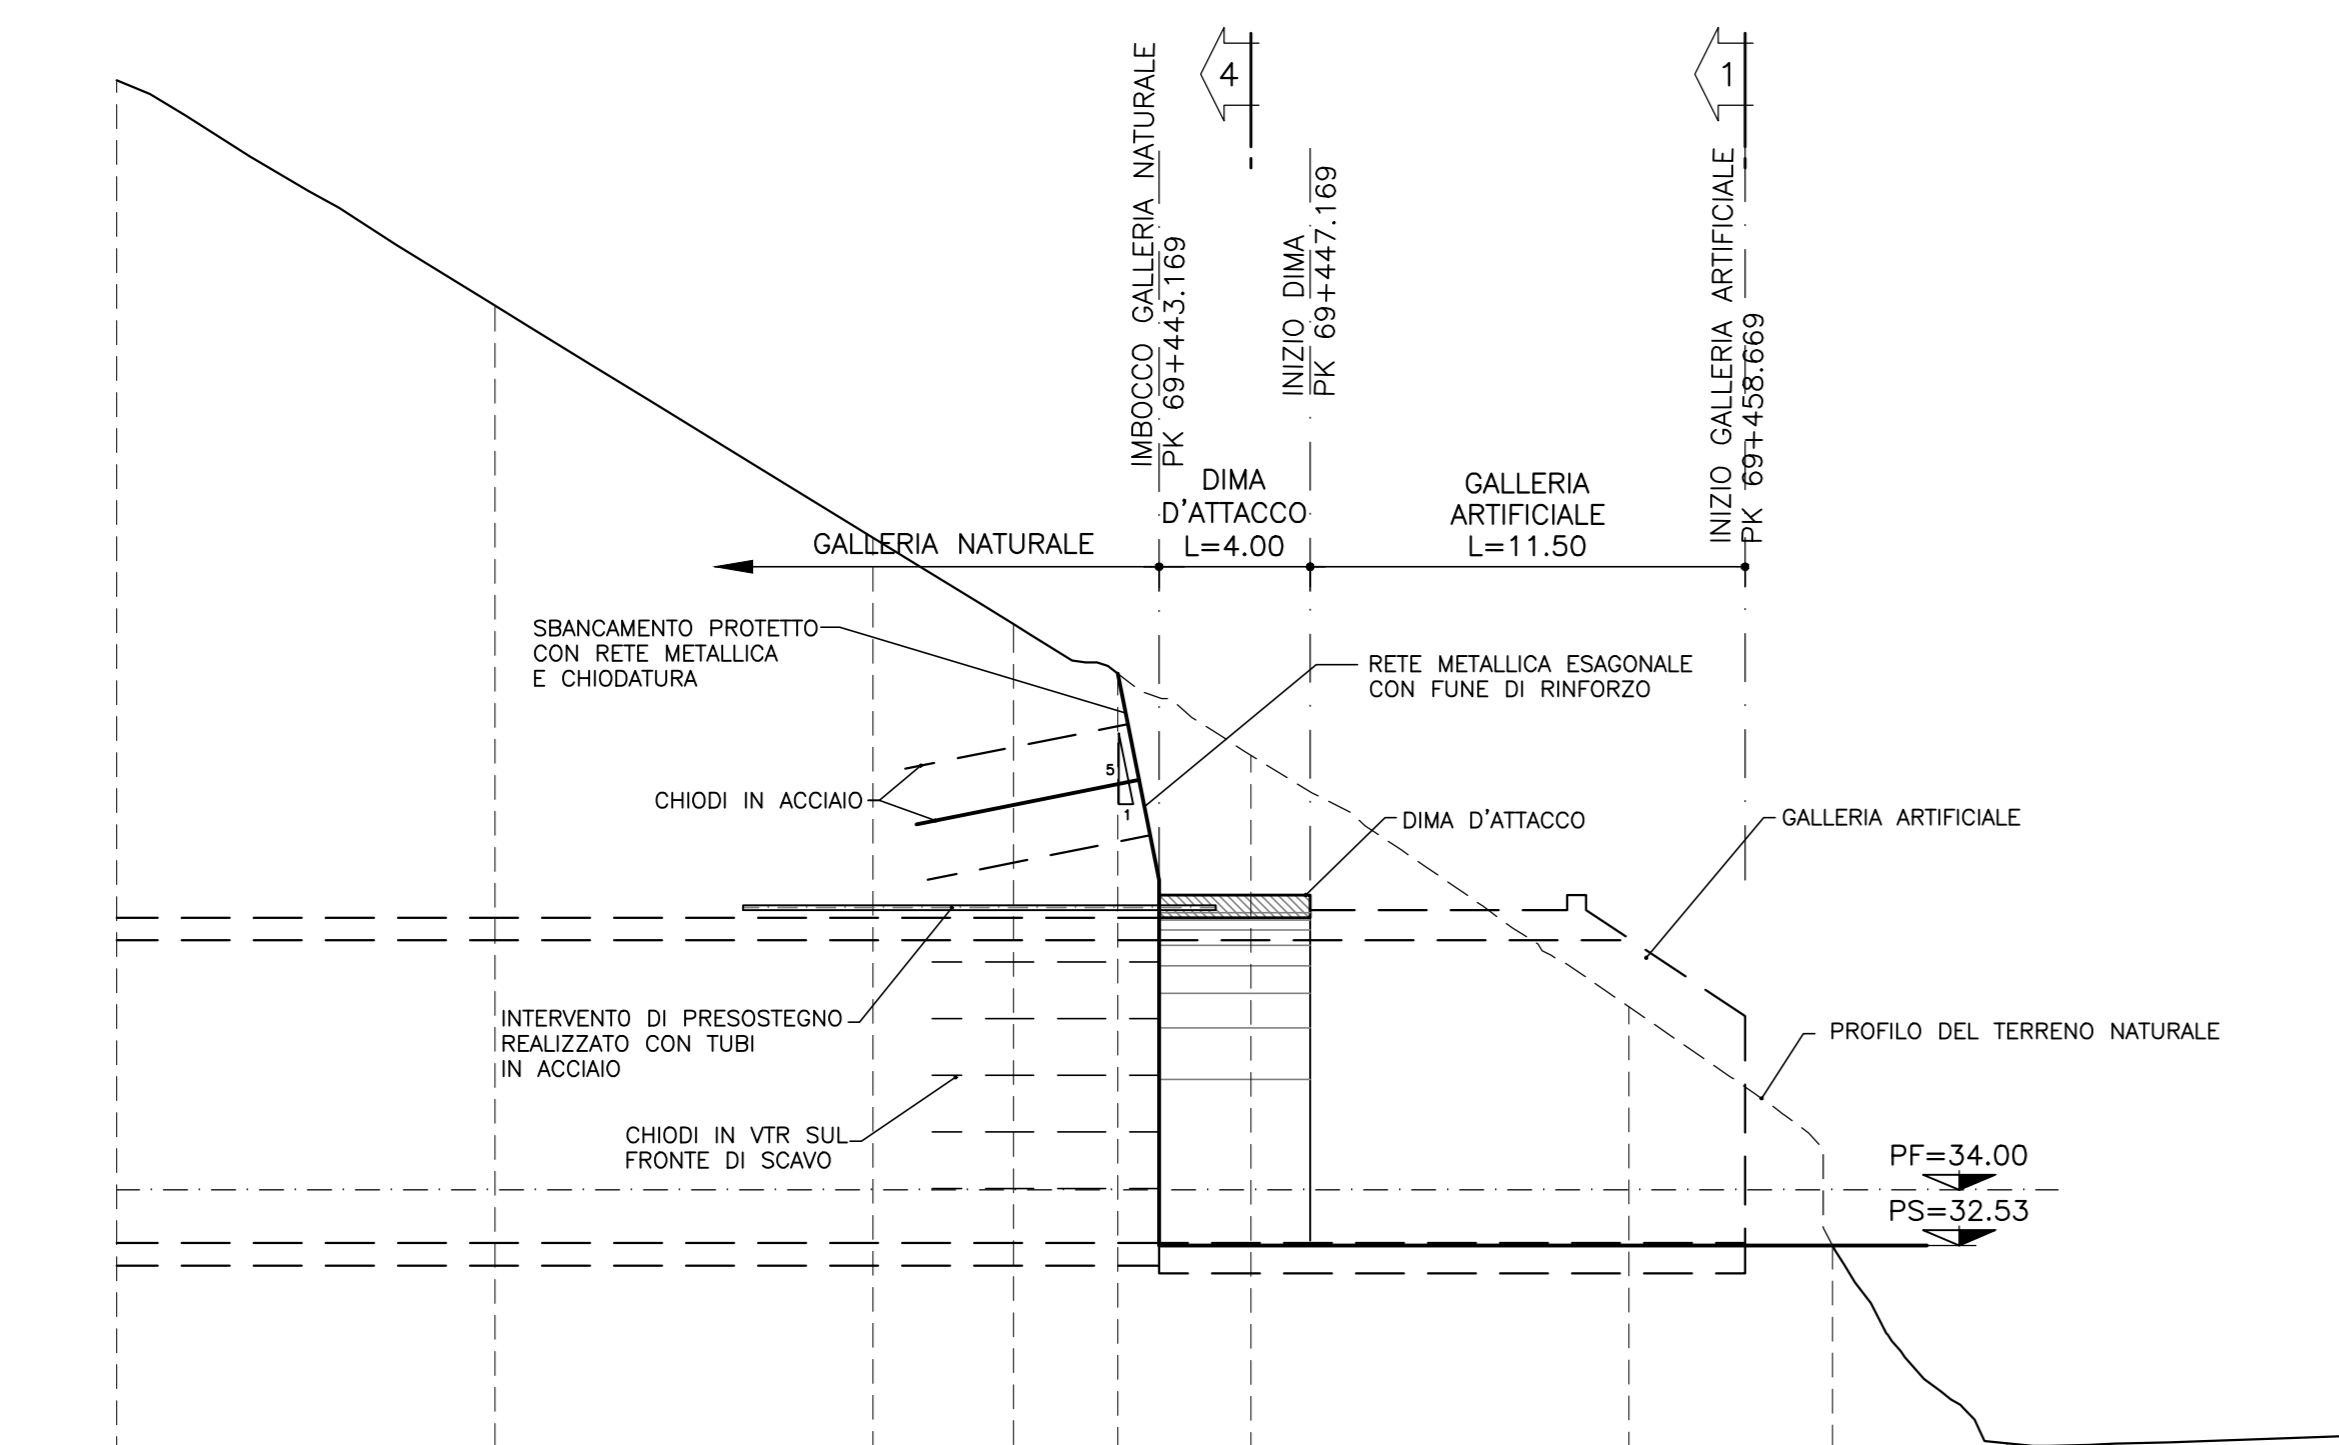 4
1
IMBOCCO GALLERIA NATURALE
PK 69+443.169
INIZIO DIMA
PK 69+447.169
INIZIO GALLERIA ARTIFICIALE
PK 69+458.669
GALLERIA NATURALE
DIMA
D'ATTACCO
L=4.00
GALLERIA
ARTIFICIALE
L=11.50
SBANCAMENTO PROTETTO
CON RETE METALLICA
E CHIODATURA
RETE METALLICA ESAGONALE
CON FUNE DI RINFORZO
5
1
CHIODI IN ACCIAIO
DIMA D'ATTACCO
GALLERIA ARTIFICIALE
INTERVENTO DI PRESOSTEGNO
REALIZZATO CON TUBI
IN ACCIAIO
PROFILO DEL TERRENO NATURALE
CHIODI IN VTR SUL
FRONTE DI SCAVO
PF=34.00
PS=32.53